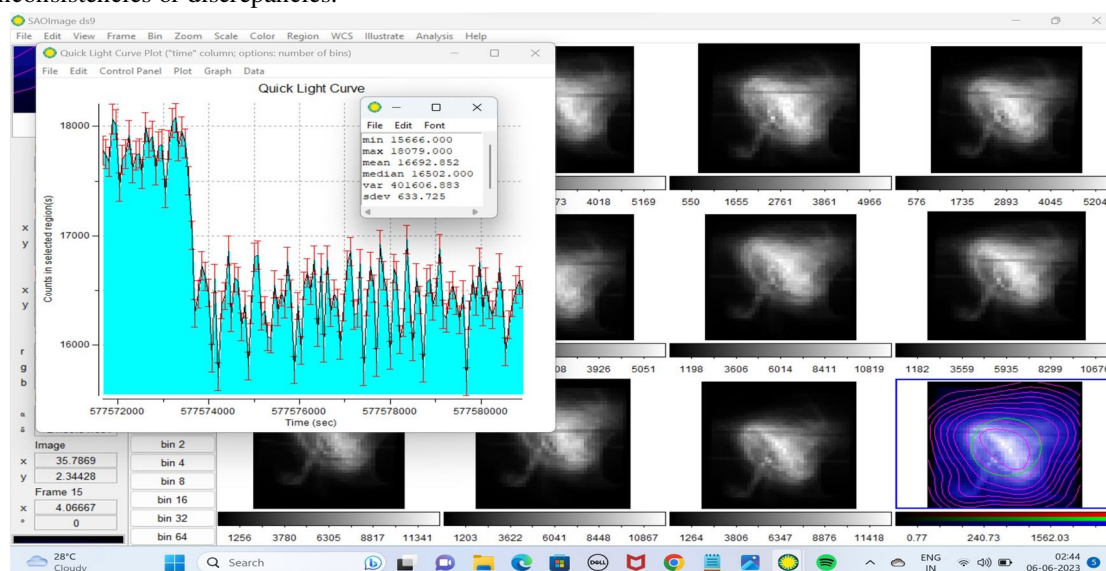 inconsistencies or discrepancies.
SAOImage ds9
File Edit View Frame Bin Zoom Scale Color Region WCS Illustrate Analysis Help
Quick Light Curve Plot ("time" column; options: number of bins)
File Edit Control Panel Plot Graph Data
Quick Light Curve
File Edit Font
min 15666.000
max 18079.000
mean 16692.852
median 16502.000
var 401606.883
sdev 633.725
18000
17000
16000
Counts in selected region(s)
577572000 577574000 577576000 577578000 577580000
Time (sec)
73 4018 5169
550 1655 2761 3861 4966
576 1735 2893 4045 5204
08 3926 5051
1198 3606 6014 8411 10819
1182 3559 5935 8299 10676
x
y
x
y
r
g
b
α
δ
Image
x 35.7869
y 2.34428
Frame 15
x 4.06667
° 0
bin 2
bin 4
bin 8
bin 16
bin 32
bin 64
1256 3780 6305 8817 11341
1203 3622 6041 8448 10867
1264 3806 6347 8876 11418
0.77 240.73 1562.03
28°C
Cloudy
Search
DELL
ENG
IN
02:44
06-06-2023
5